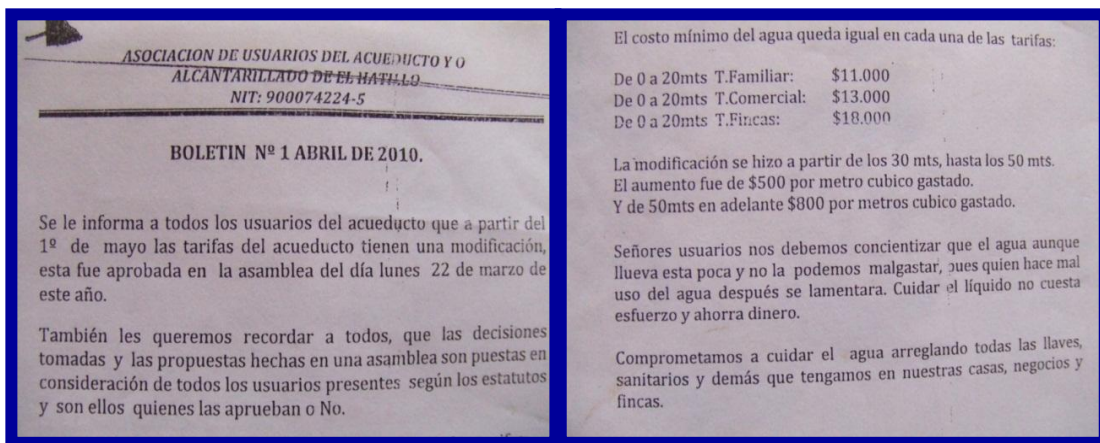 ASOCIACION DE USUARIOS DEL ACUEDUCTO Y O
ALCANTARILLADO DE EL HATILLO
NIT: 900074224-5
BOLETIN Nº 1 ABRIL DE 2010.
Se le informa a todos los usuarios del acueducto que a partir del
1º de mayo las tarifas del acueducto tienen una modificación,
esta fue aprobada en la asamblea del día lunes 22 de marzo de
este año.
También les queremos recordar a todos, que las decisiones
tomadas y las propuestas hechas en una asamblea son puestas en
consideración de todos los usuarios presentes según los estatutos
y son ellos quienes las aprueban o No.
El costo mínimo del agua queda igual en cada una de las tarifas:
De 0 a 20mts T.Familiar: $11.000
De 0 a 20mts T.Comercial: $13.000
De 0 a 20mts T.Fincas: $18.000
La modificación se hizo a partir de los 30 mts, hasta los 50 mts.
El aumento fue de $500 por metro cubico gastado.
Y de 50mts en adelante $800 por metros cubico gastado.
Señores usuarios nos debemos concientizar que el agua aunque
llueva esta poca y no la podemos malgastar, pues quien hace mal
uso del agua después se lamentara. Cuidar el líquido no cuesta
esfuerzo y ahorra dinero.
Comprometamos a cuidar el agua arreglando todas las llaves,
sanitarios y demás que tengamos en nuestras casas, negocios y
fincas.